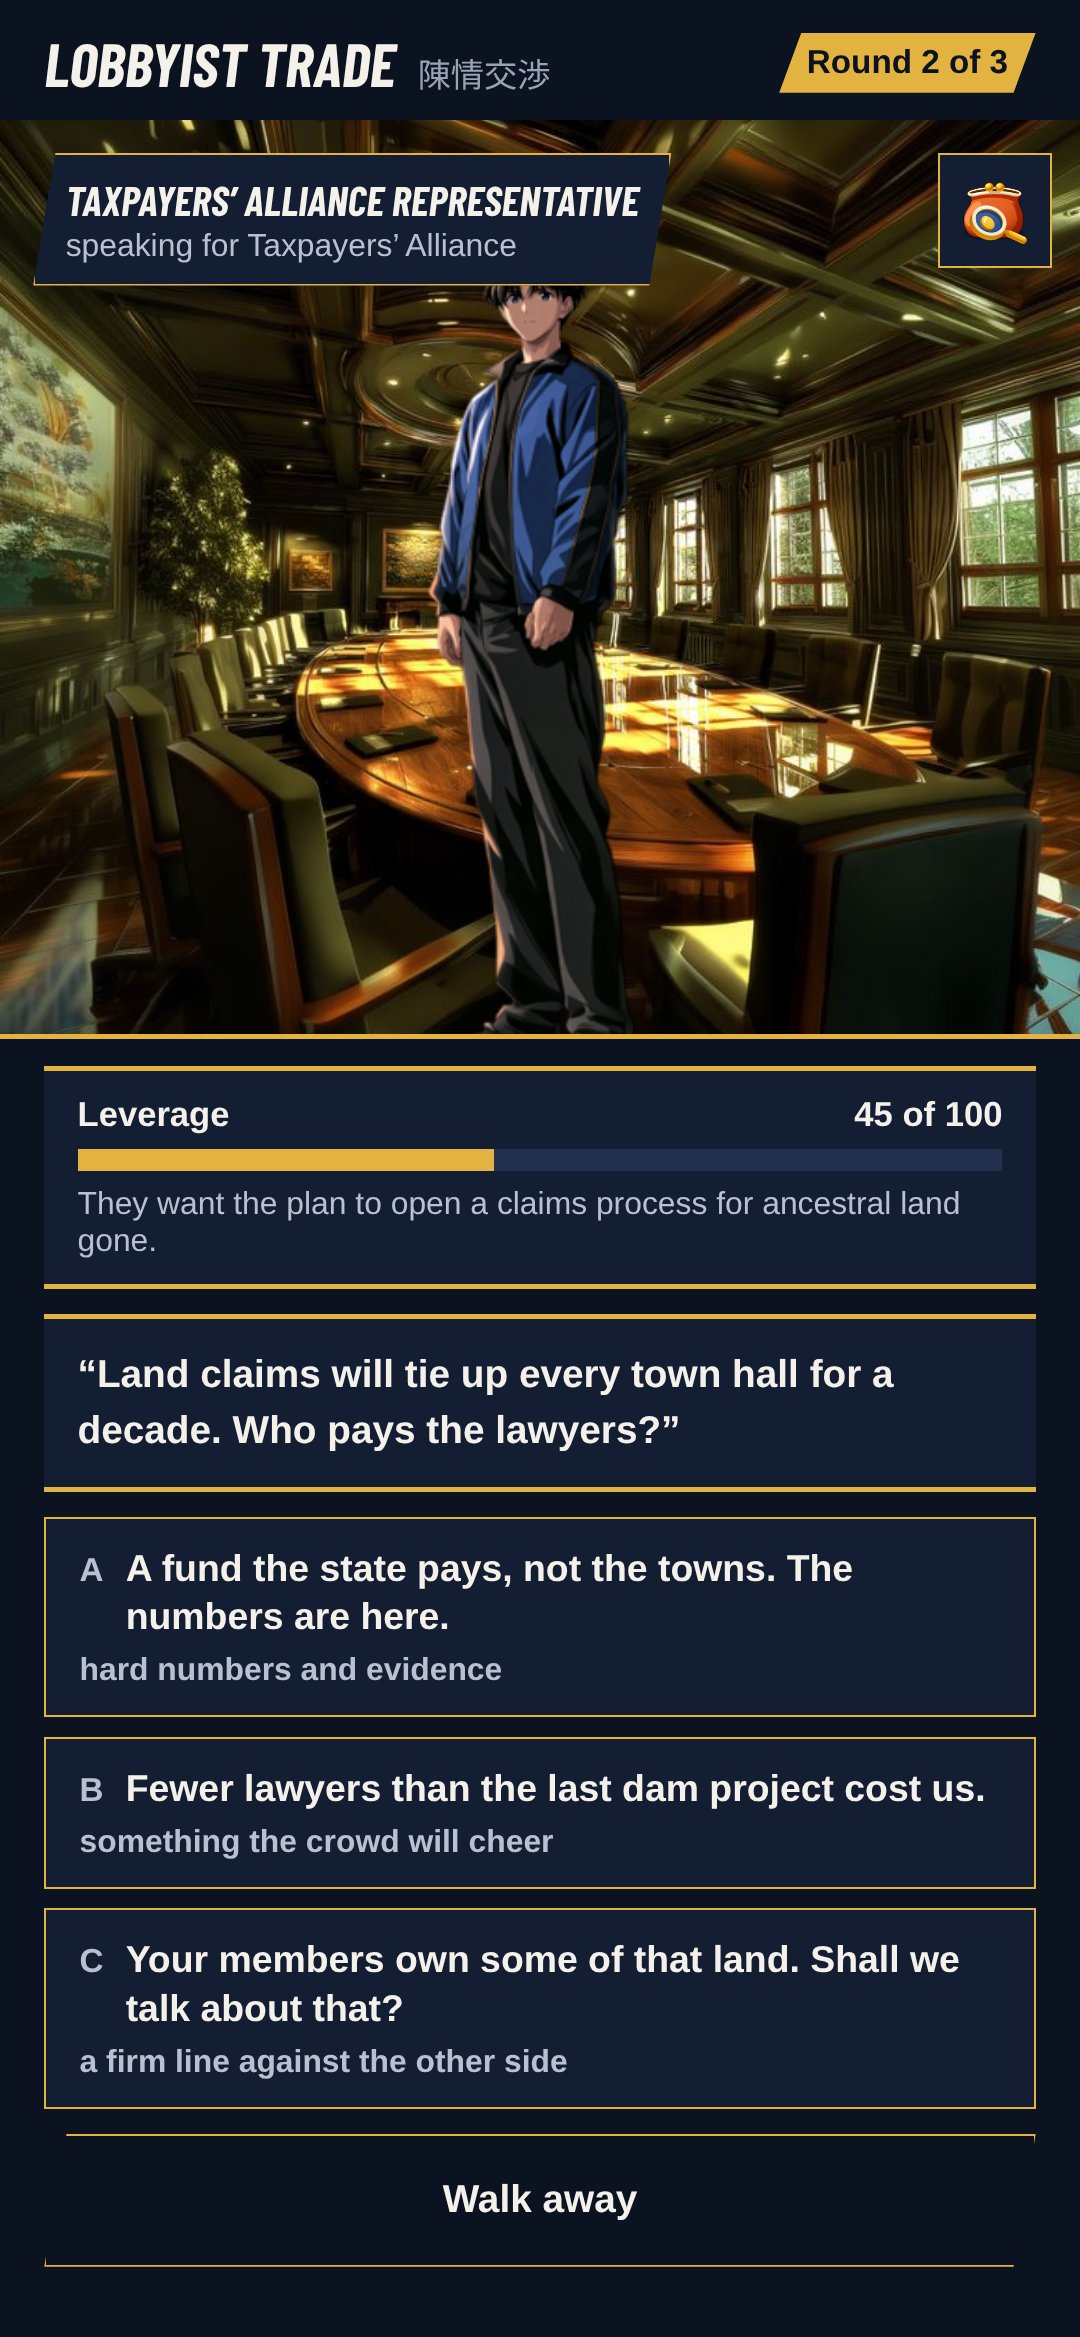 LOBBYIST TRADE 陳情交渉
Round 2 of 3
TAXPAYERS’ ALLIANCE REPRESENTATIVE
speaking for Taxpayers’ Alliance
Leverage
45 of 100
They want the plan to open a claims process for ancestral land
gone.
“Land claims will tie up every town hall for a
decade. Who pays the lawyers?”
A A fund the state pays, not the towns. The
numbers are here.
hard numbers and evidence
B Fewer lawyers than the last dam project cost us.
something the crowd will cheer
C Your members own some of that land. Shall we
talk about that?
a firm line against the other side
Walk away